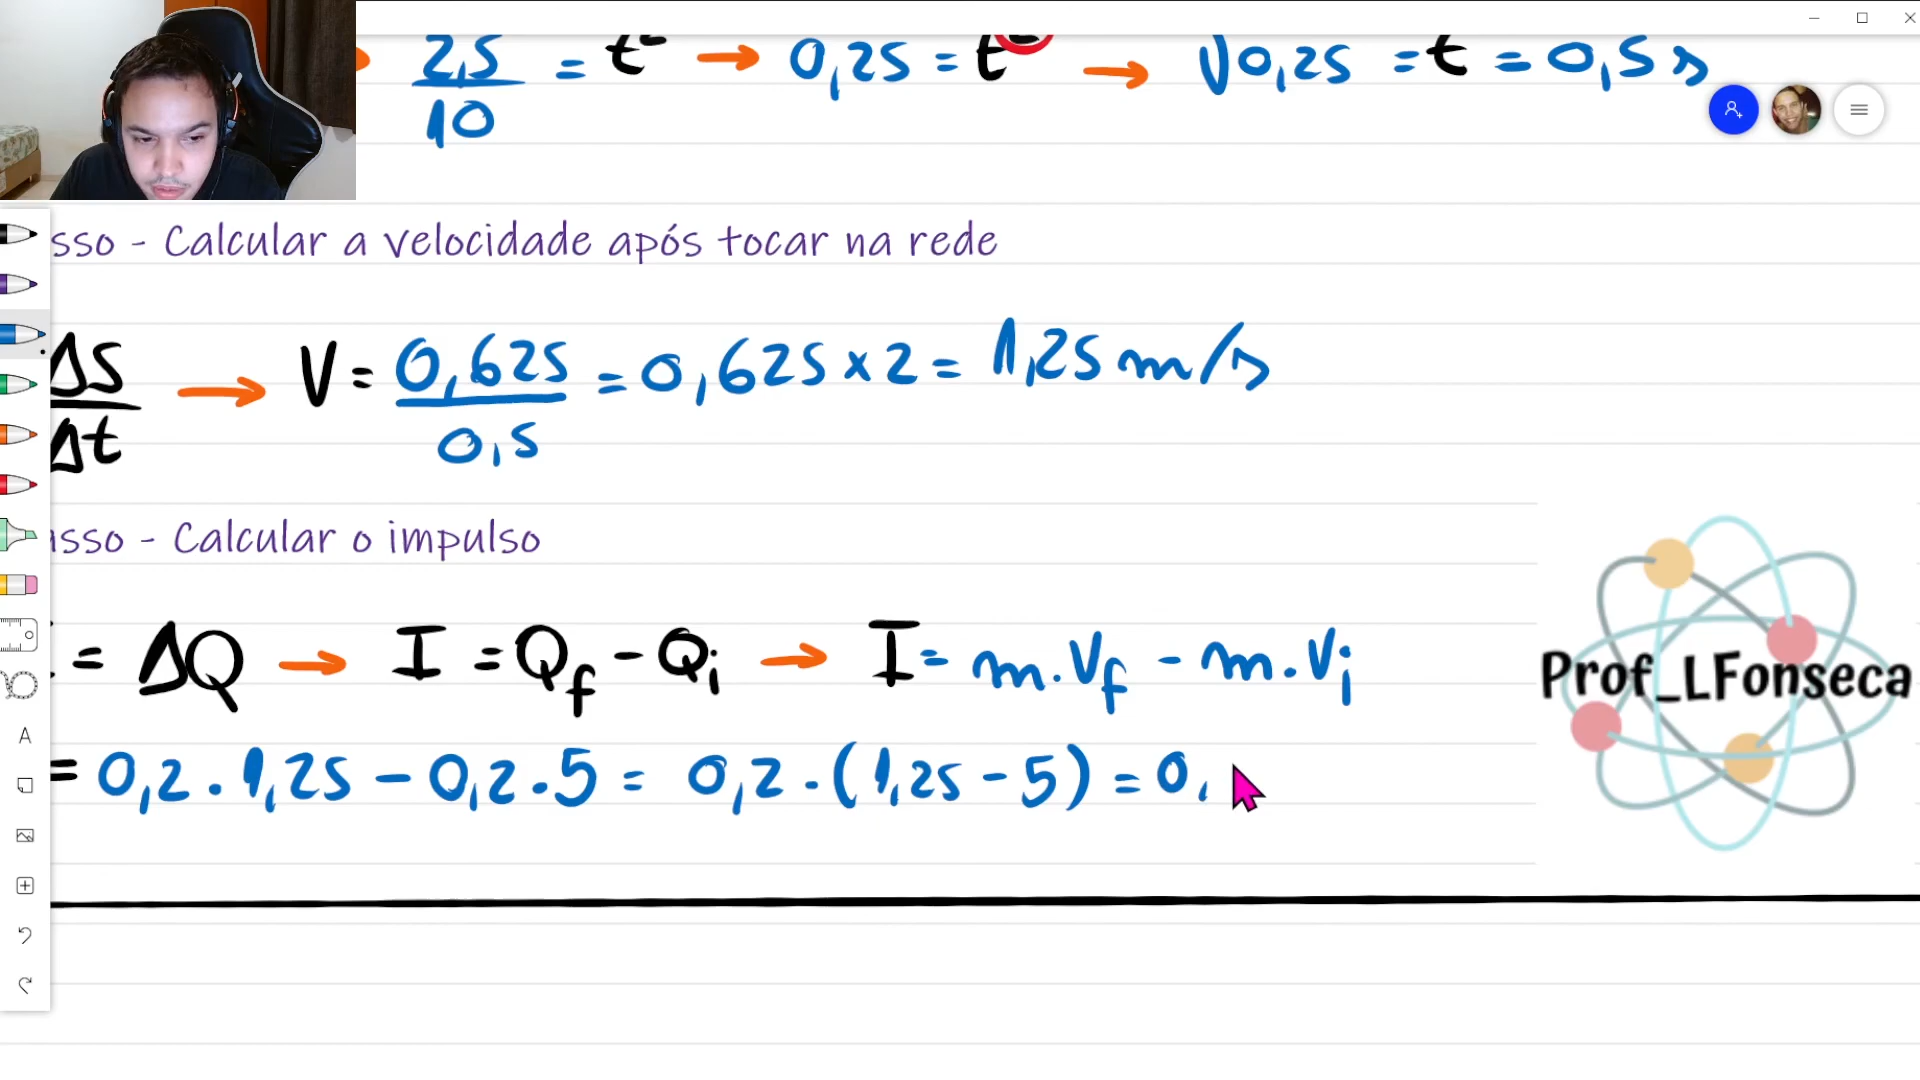 2,5/10 = t² → 0,25 = t² → √0,25 = t = 0,5 s
sso - Calcular a velocidade após tocar na rede
ΔS/Δt → V = 0,625/0,5 = 0,625 x 2 = 1,25 m/s
asso - Calcular o impulso
= ΔQ → I = Qf - Qi → I = m.Vf - m.Vi
Prof_LFonseca
= 0,2 . 1,25 - 0,2 . 5 = 0,2 . (1,25 - 5) = 0,
A